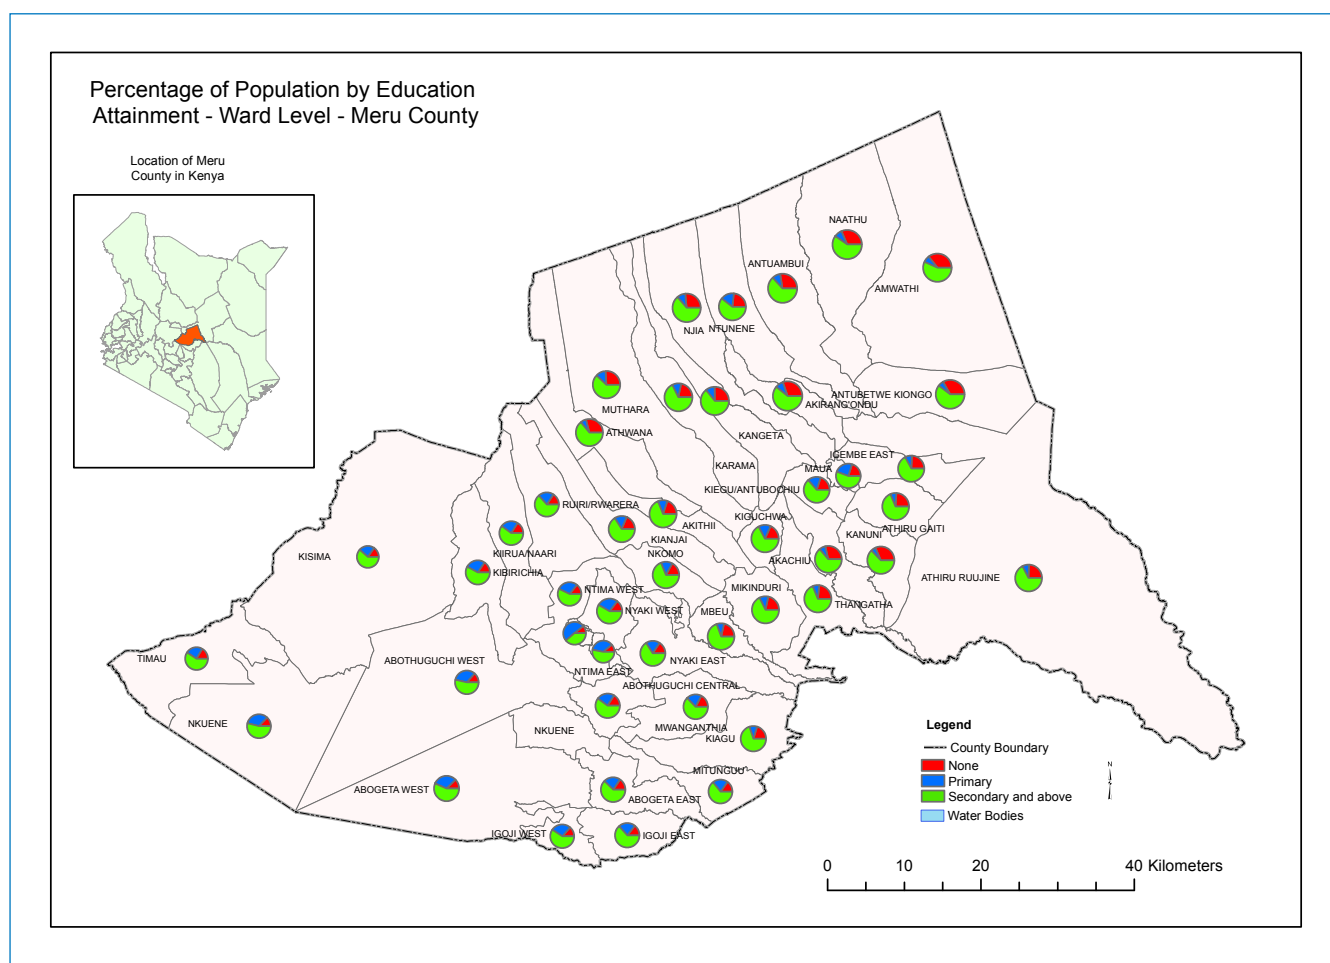 Percentage of Population by Education
Attainment - Ward Level - Meru County
Location of Meru
County in Kenya
NAATHU
ANTUAMBUI
AMWATHI
NJIA
NTUNENE
MUTHARA
ANTUBETWE KIONGO
AKIRANG'ONDU
ATHWANA
KANGETA
IGEMBE EAST
KARAMA
MAUA
KIEGU/ANTUBOCHIU
RUIRI/RWARERA
KIGUCHWA
AKITHII
ATHIRU GAITI
KIANJAI
KANUNI
KIIRUA/NAARI
NKOMO
KISIMA
AKACHIU
KIBIRICHIA
ATHIRU RUUJINE
NTIMA WEST
MIKINDURI
THANGATHA
NYAKI WEST
MBEU
TIMAU
ABOTHUGUCHI WEST
NYAKI EAST
NTIMA EAST
ABOTHUGUCHI CENTRAL
NKUENE
NKUENE
MWANGANTHIA
KIAGU
MITUNGUU
ABOGETA WEST
ABOGETA EAST
IGOJI WEST
IGOJI EAST
Legend
County Boundary
None
Primary
Secondary and above
Water Bodies
N
0 10 20 40 Kilometers